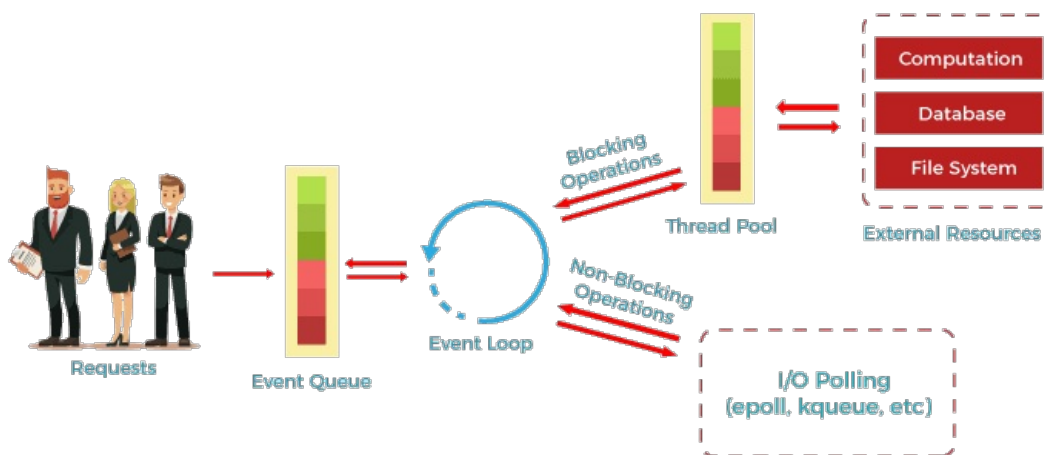 Requests
Event Queue
Event Loop
Blocking
Operations
Non-Blocking
Operations
Thread Pool
Computation
Database
File System
External Resources
I/O Polling
(epoll, kqueue, etc)